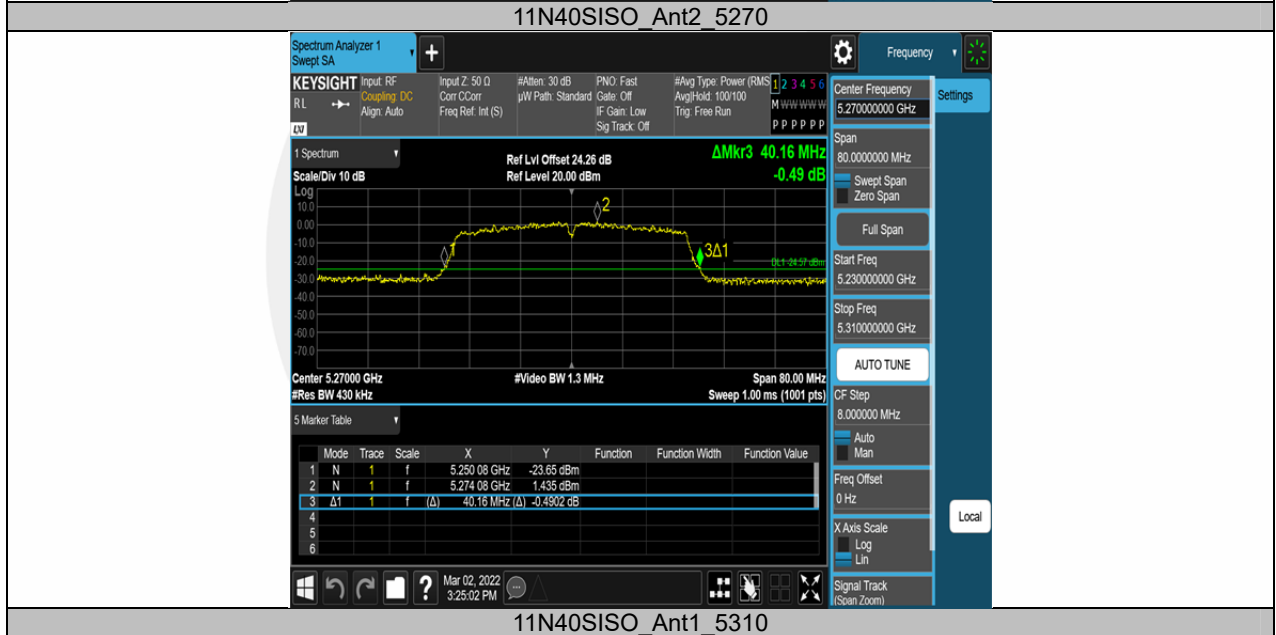 11N40SISO_Ant2_5270
Spectrum Analyzer 1
Swept SA
Frequency
KEYSIGHT
RL
LXI
Input: RF
Coupling: DC
Align: Auto
Input Z: 50 Ω
Corr CCorr
Freq Ref: Int (S)
#Atten: 30 dB
µW Path: Standard
PNO: Fast
Gate: Off
IF Gain: Low
Sig Track: Off
#Avg Type: Power (RMS
Avg|Hold: 100/100
Trig: Free Run
1 2 3 4 5 6
M W W W W W
P P P P P P
1 Spectrum
Scale/Div 10 dB
Ref Lvl Offset 24.26 dB
Ref Level 20.00 dBm
ΔMkr3 40.16 MHz
-0.49 dB
Log
10.0
0.00
-10.0
-20.0
-30.0
-40.0
-50.0
-60.0
-70.0
1
2
3Δ1
DL1 -24.57 dBm
Center 5.27000 GHz
#Video BW 1.3 MHz
Span 80.00 MHz
#Res BW 430 kHz
Sweep 1.00 ms (1001 pts)
5 Marker Table
Mode Trace Scale X Y Function Function Width Function Value
1 N 1 f 5.250 08 GHz -23.65 dBm
2 N 1 f 5.274 08 GHz 1.435 dBm
3 Δ1 1 f (Δ) 40.16 MHz (Δ) -0.4902 dB
4
5
6
Mar 02, 2022
3:25:02 PM
Center Frequency
5.270000000 GHz
Settings
Span
80.0000000 MHz
Swept Span
Zero Span
Full Span
Start Freq
5.230000000 GHz
Stop Freq
5.310000000 GHz
AUTO TUNE
CF Step
8.000000 MHz
Auto
Man
Freq Offset
0 Hz
X Axis Scale
Log
Lin
Local
Signal Track
(Span Zoom)
11N40SISO_Ant1_5310